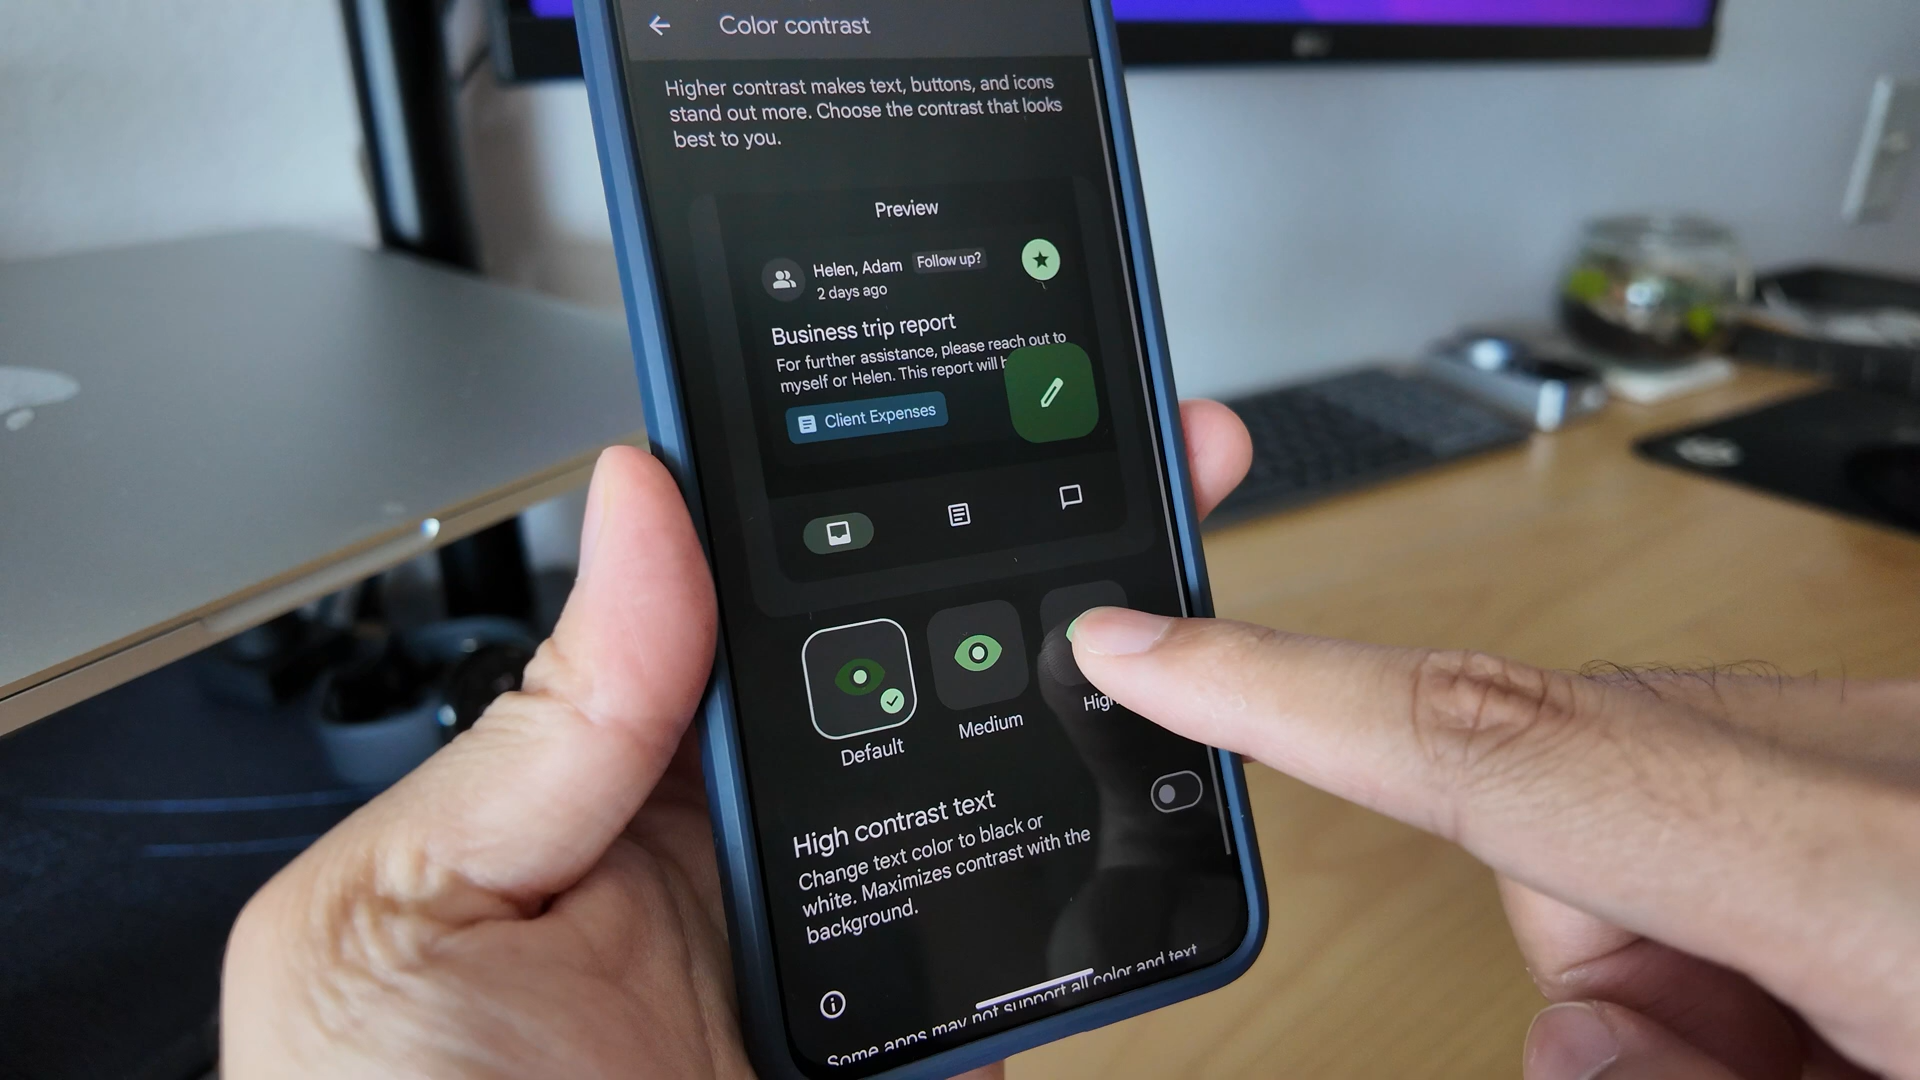 Color contrast
Higher contrast makes text, buttons, and icons
stand out more. Choose the contrast that looks
best to you.
Preview
Helen, Adam Follow up?
2 days ago
Business trip report
For further assistance, please reach out to
myself or Helen. This report will
Client Expenses
Default
Medium
High
High contrast text
Change text color to black or
white. Maximizes contrast with the
background.
Some apps may not support all color and text